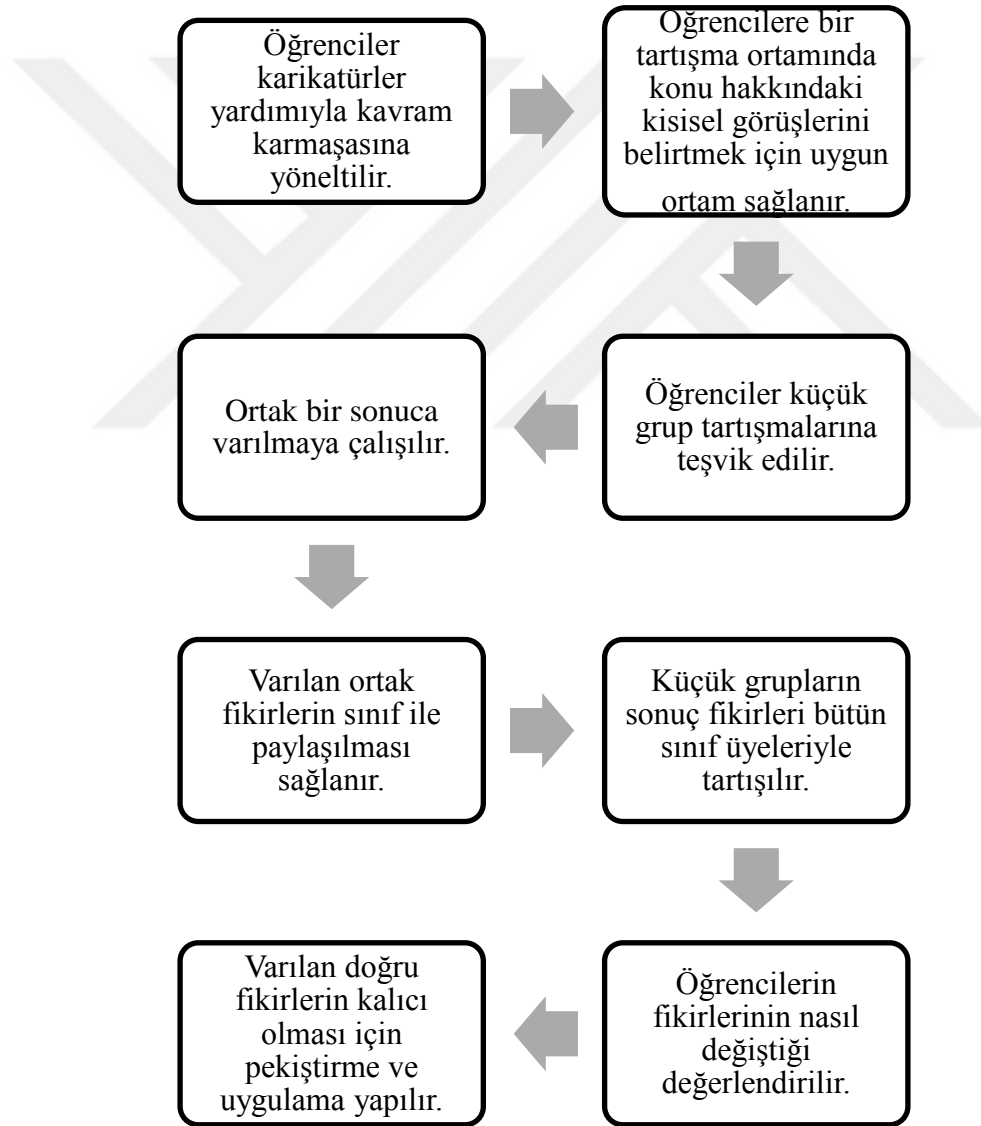 Öğrenciler
karikatürler
yardımıyla kavram
karmaşasına
yöneltilir.
Öğrencilere bir
tartışma ortamında
konu hakkındaki
kisisel görüşlerini
belirtmek için uygun
ortam sağlanır.
Öğrenciler küçük
grup tartışmalarına
teşvik edilir.
Ortak bir sonuca
varılmaya çalışılır.
Varılan ortak
fikirlerin sınıf ile
paylaşılması
sağlanır.
Küçük grupların
sonuç fikirleri bütün
sınıf üyeleriyle
tartışılır.
Öğrencilerin
fikirlerinin nasıl
değiştiği
değerlendirilir.
Varılan doğru
fikirlerin kalıcı
olması için
pekiştirme ve
uygulama yapılır.